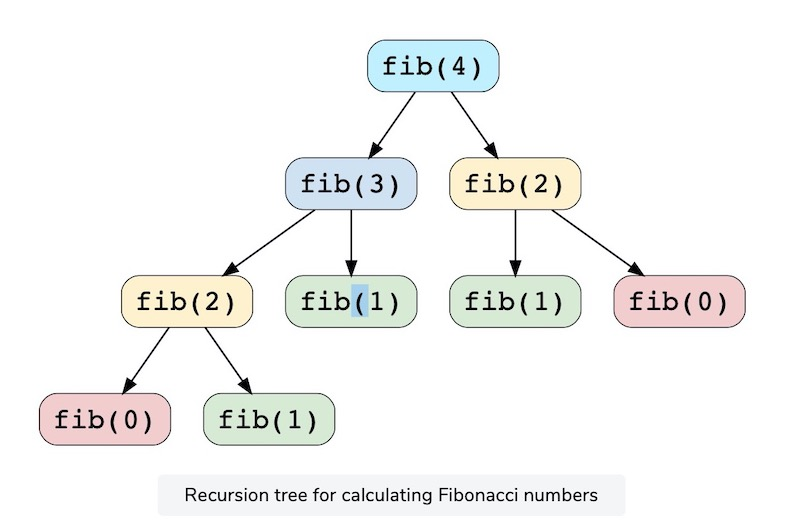 fib(4)
fib(3)
fib(2)
fib(2)
fib(1)
fib(1)
fib(0)
fib(0)
fib(1)
Recursion tree for calculating Fibonacci numbers